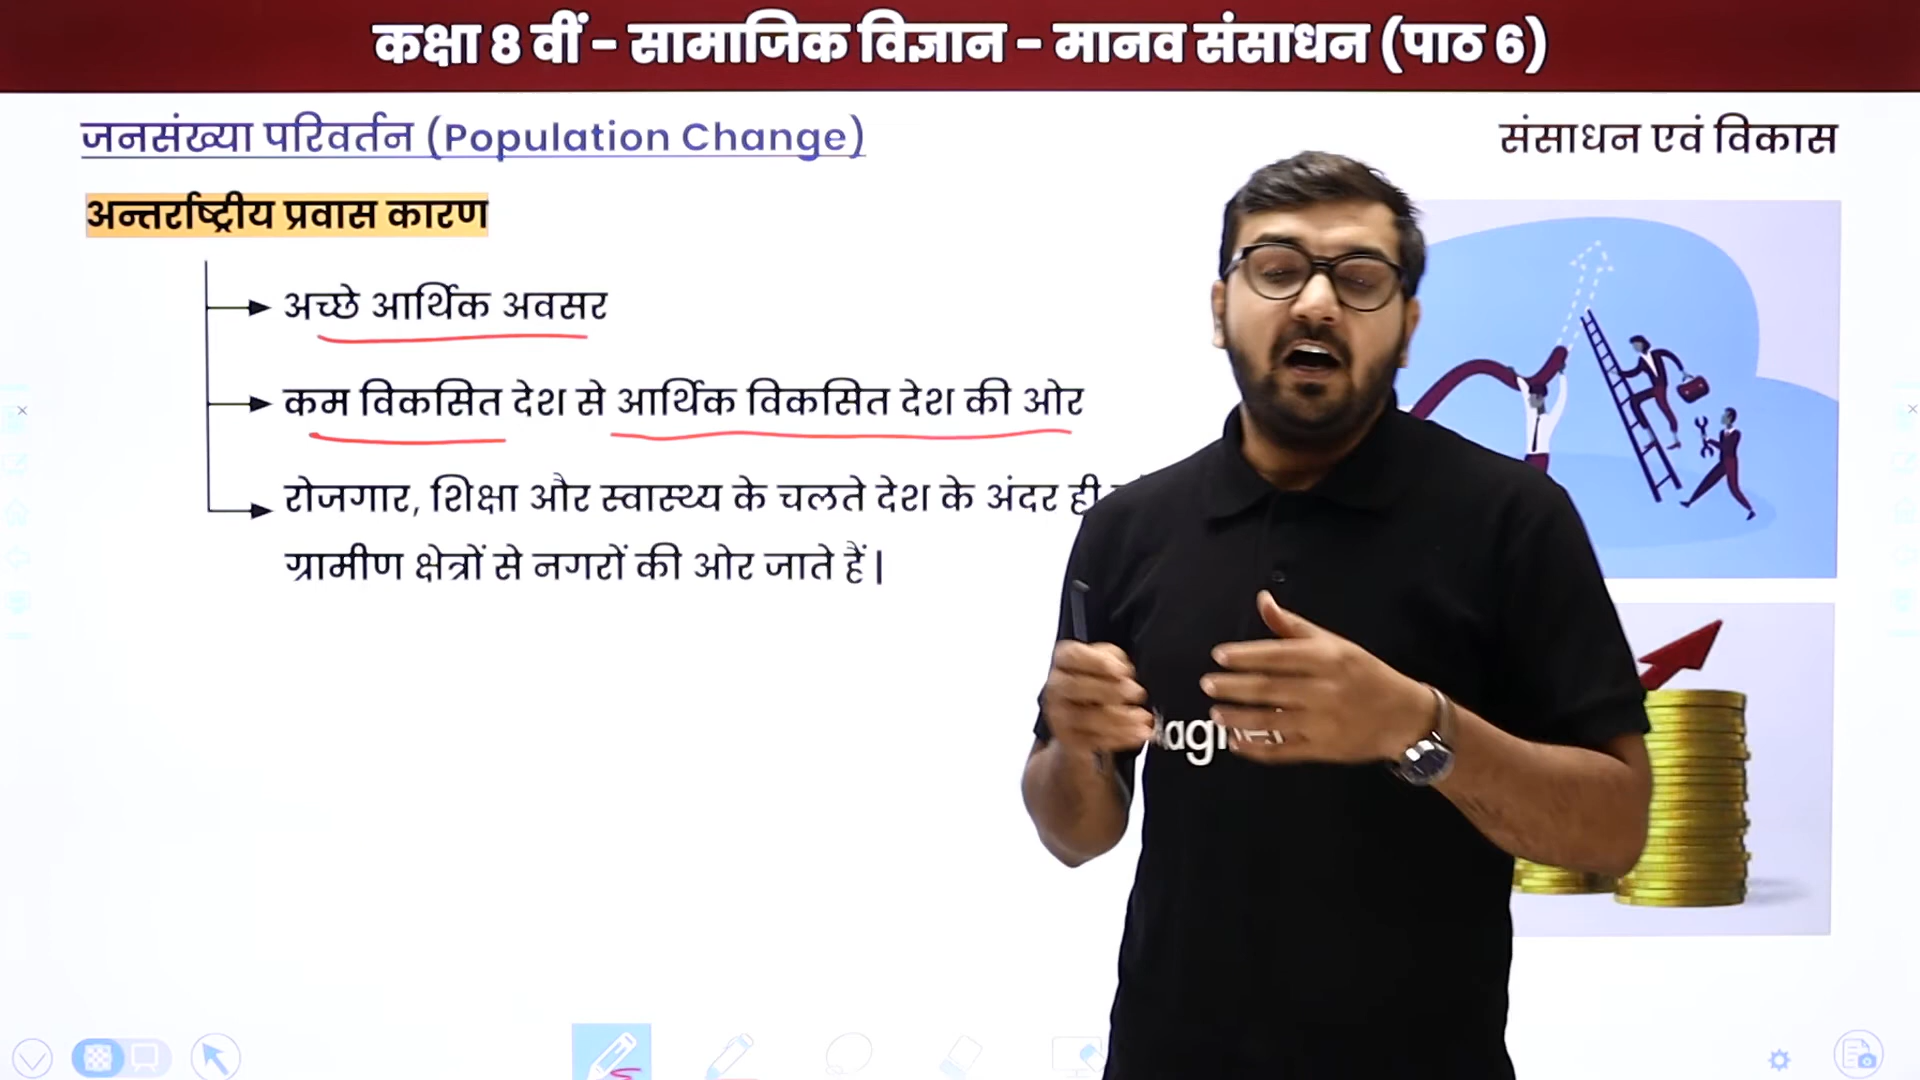 कक्षा 8 वीं - सामाजिक विज्ञान - मानव संसाधन (पाठ 6)
जनसंख्या परिवर्तन (Population Change)
संसाधन एवं विकास
अन्तर्राष्ट्रीय प्रवास कारण
अच्छे आर्थिक अवसर
कम विकसित देश से आर्थिक विकसित देश की ओर
रोजगार, शिक्षा और स्वास्थ्य के चलते देश के अंदर ही
ग्रामीण क्षेत्रों से नगरों की ओर जाते हैं |